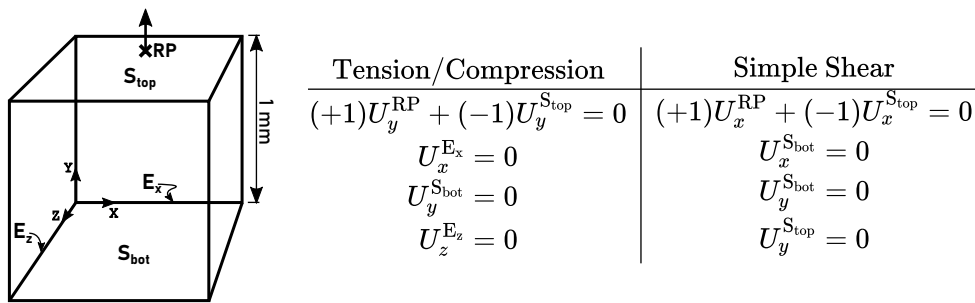 RP
S_top
1mm
Y
E_x
X
Z
E_z
S_bot
Tension/Compression Simple Shear
(+1)U_y^RP + (−1)U_y^{S_top} = 0 (+1)U_x^RP + (−1)U_x^{S_top} = 0
U_x^{E_x} = 0 U_x^{S_bot} = 0
U_y^{S_bot} = 0 U_y^{S_bot} = 0
U_z^{E_z} = 0 U_y^{S_top} = 0